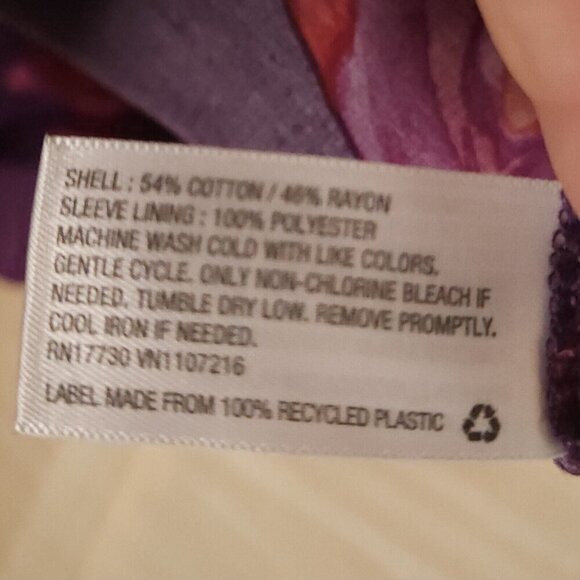 SHELL : 54% COTTON / 46% RAYON
SLEEVE LINING : 100% POLYESTER
MACHINE WASH COLD WITH LIKE COLORS.
GENTLE CYCLE. ONLY NON-CHLORINE BLEACH IF
NEEDED. TUMBLE DRY LOW. REMOVE PROMPTLY.
COOL IRON IF NEEDED.
RN17730 VN1107216
LABEL MADE FROM 100% RECYCLED PLASTIC